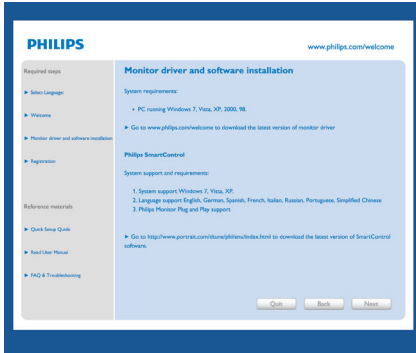 PHILIPS
www.philips.com/welcome
Required steps
Select Language:
Welcome
Monitor driver and software installation
Registration
Reference materials
Quick Setup Guide
Read User Manual
FAQ & Troubleshooting
Monitor driver and software installation
System requirements:
• PC running Windows 7, Vista, XP, 2000, 98.
Go to www.philips.com/welcome to download the latest version of monitor driver
Philips SmartControl
System support and requirements:
1. System support Windows 7, Vista, XP.
2. Language support English, German, Spanish, French, Italian, Russian, Portuguese, Simplified Chinese
3. Philips Monitor Plug and Play support
Go to http://www.portrait.com/dtune/phl/enu/index.html to download the latest version of SmartControl
software.
Quit
Back
Next